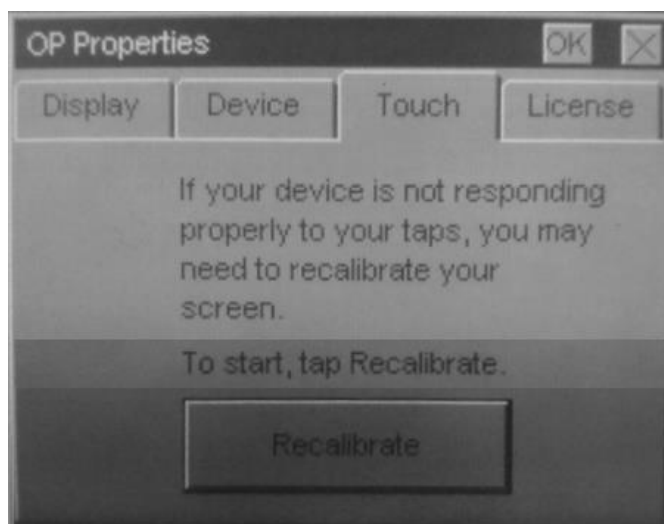 OP Properties OK X
Display Device Touch License
If your device is not responding
properly to your taps, you may
need to recalibrate your
screen.
To start, tap Recalibrate.
Recalibrate